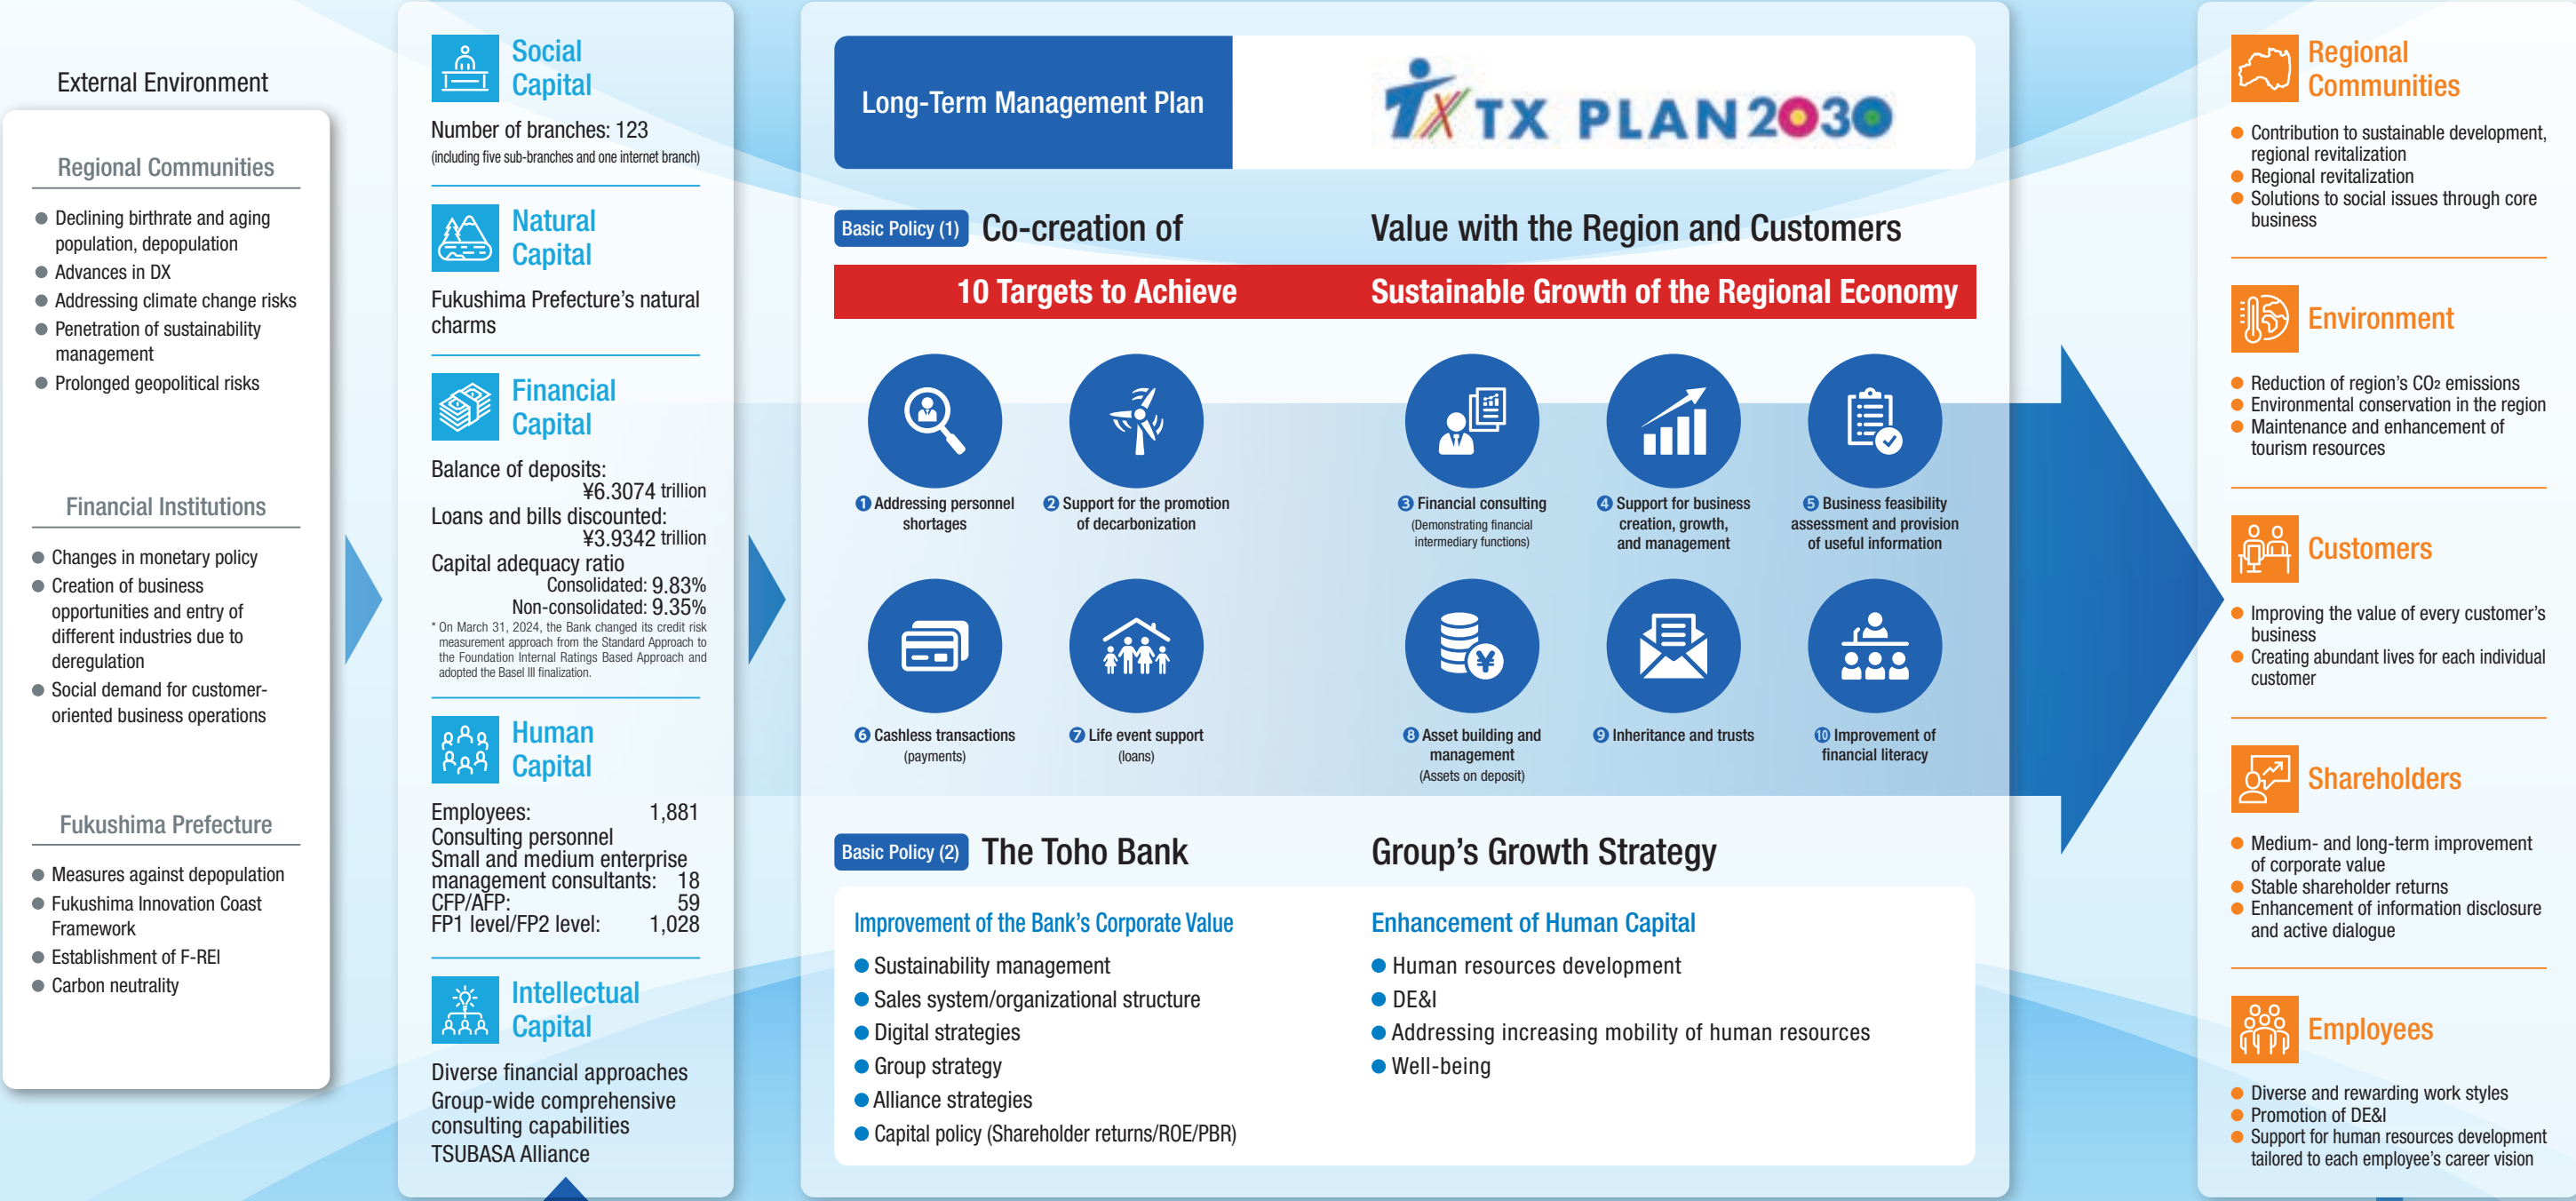 External Environment
Regional Communities
● Declining birthrate and aging
population, depopulation
● Advances in DX
● Addressing climate change risks
● Penetration of sustainability
management
● Prolonged geopolitical risks
Financial Institutions
● Changes in monetary policy
● Creation of business
opportunities and entry of
different industries due to
deregulation
● Social demand for customer-
oriented business operations
Fukushima Prefecture
● Measures against depopulation
● Fukushima Innovation Coast
Framework
● Establishment of F-REI
● Carbon neutrality
Social
Capital
Number of branches: 123
(including five sub-branches and one internet branch)
Natural
Capital
Fukushima Prefecture's natural
charms
Financial
Capital
Balance of deposits:
¥6.3074 trillion
Loans and bills discounted:
¥3.9342 trillion
Capital adequacy ratio
Consolidated: 9.83%
Non-consolidated: 9.35%
* On March 31, 2024, the Bank changed its credit risk
measurement approach from the Standard Approach to
the Foundation Internal Ratings Based Approach and
adopted the Basel III finalization.
Human
Capital
Employees: 1,881
Consulting personnel
Small and medium enterprise
management consultants: 18
CFP/AFP: 59
FP1 level/FP2 level: 1,028
Intellectual
Capital
Diverse financial approaches
Group-wide comprehensive
consulting capabilities
TSUBASA Alliance
Long-Term Management Plan
TX TX PLAN2030
Basic Policy (1) Co-creation of Value with the Region and Customers
10 Targets to Achieve Sustainable Growth of the Regional Economy
❶ Addressing personnel
shortages
❷ Support for the promotion
of decarbonization
❸ Financial consulting
(Demonstrating financial
intermediary functions)
❹ Support for business
creation, growth,
and management
❺ Business feasibility
assessment and provision
of useful information
❻ Cashless transactions
(payments)
❼ Life event support
(loans)
¥
❽ Asset building and
management
(Assets on deposit)
❾ Inheritance and trusts
❿ Improvement of
financial literacy
Basic Policy (2) The Toho Bank Group's Growth Strategy
Improvement of the Bank's Corporate Value
● Sustainability management
● Sales system/organizational structure
● Digital strategies
● Group strategy
● Alliance strategies
● Capital policy (Shareholder returns/ROE/PBR)
Enhancement of Human Capital
● Human resources development
● DE&I
● Addressing increasing mobility of human resources
● Well-being
Regional
Communities
● Contribution to sustainable development,
regional revitalization
● Regional revitalization
● Solutions to social issues through core
business
Environment
● Reduction of region's CO₂ emissions
● Environmental conservation in the region
● Maintenance and enhancement of
tourism resources
Customers
● Improving the value of every customer's
business
● Creating abundant lives for each individual
customer
Shareholders
● Medium- and long-term improvement
of corporate value
● Stable shareholder returns
● Enhancement of information disclosure
and active dialogue
Employees
● Diverse and rewarding work styles
● Promotion of DE&I
● Support for human resources development
tailored to each employee's career vision